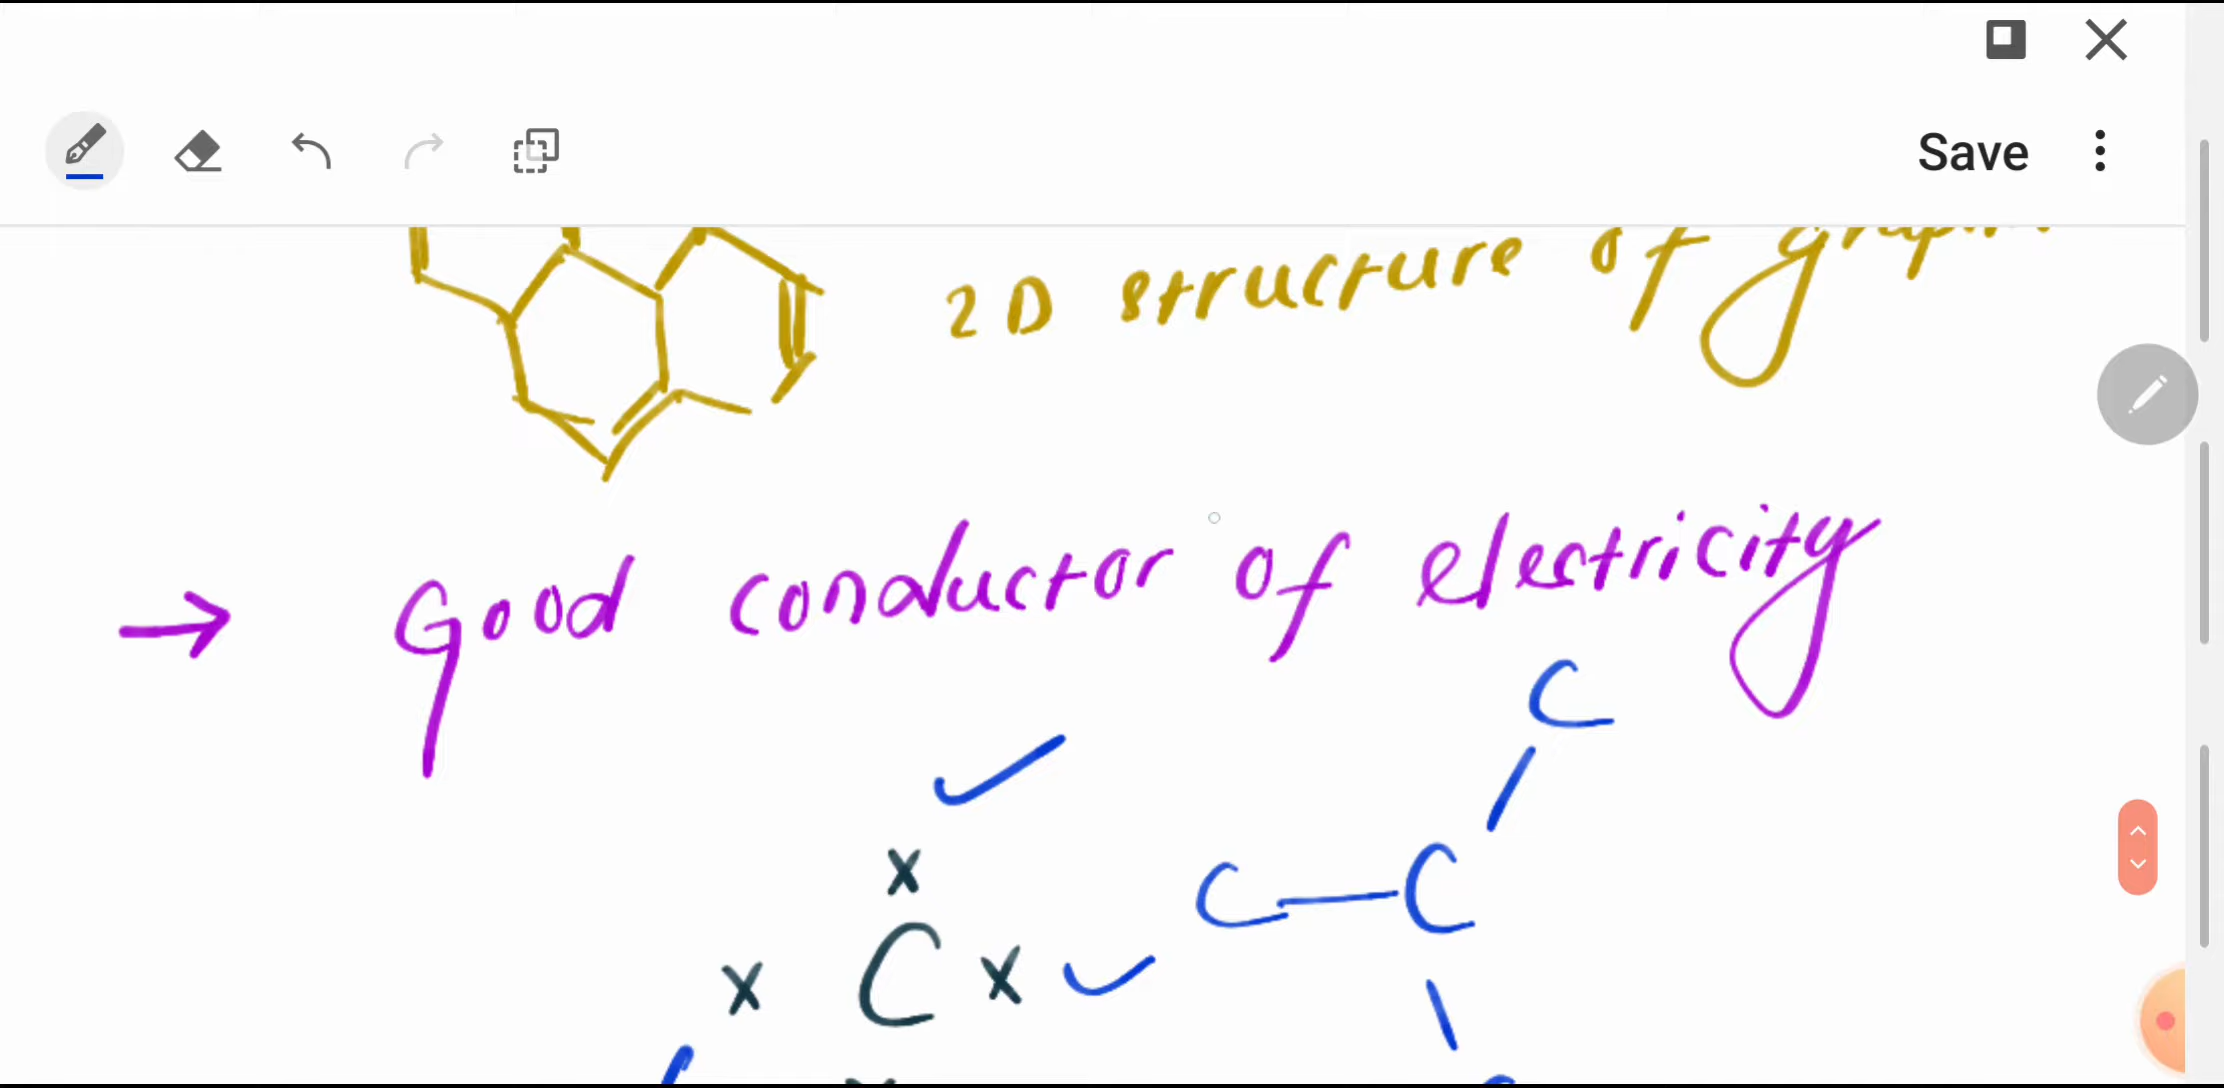 Save
2D structure of
→ Good conductor of electricity
C
x
C—C
x C x